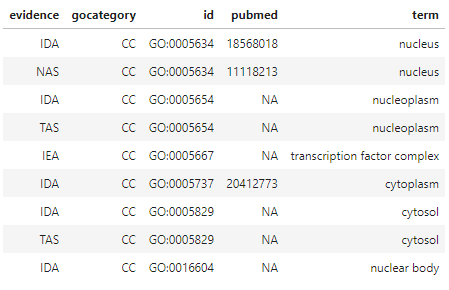 evidence gocategory id pubmed term
IDA CC GO:0005634 18568018 nucleus
NAS CC GO:0005634 11118213 nucleus
IDA CC GO:0005654 NA nucleoplasm
TAS CC GO:0005654 NA nucleoplasm
IEA CC GO:0005667 NA transcription factor complex
IDA CC GO:0005737 20412773 cytoplasm
IDA CC GO:0005829 NA cytosol
TAS CC GO:0005829 NA cytosol
IDA CC GO:0016604 NA nuclear body